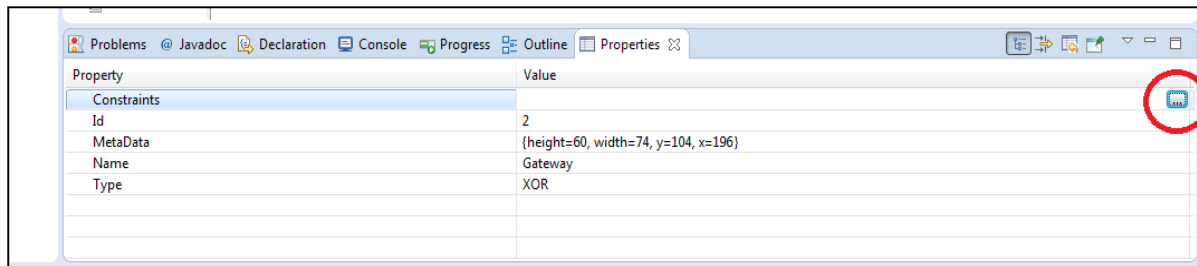 Problems @ Javadoc Declaration Console Progress Outline Properties
Property Value
Constraints ...
Id 2
MetaData {height=60, width=74, y=104, x=196}
Name Gateway
Type XOR